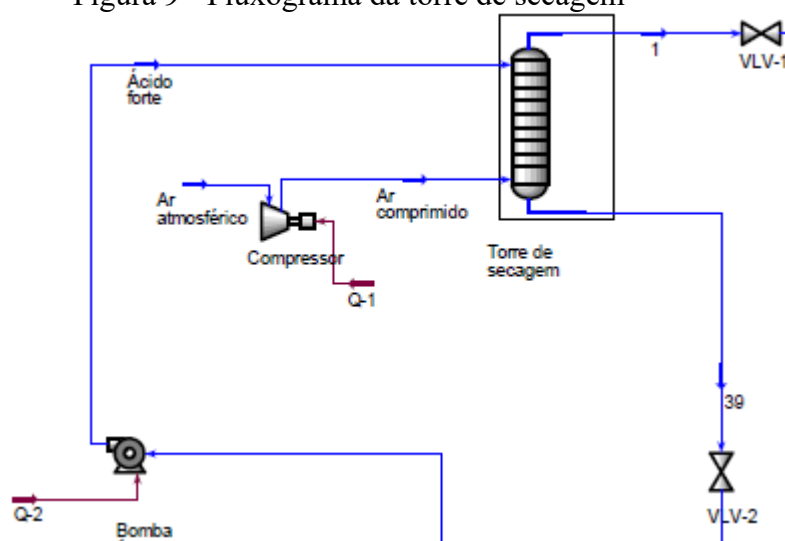 Figura 9 - Fluxograma da torre de secagem
1
VLV-1
Ácido
forte
Ar
atmosférico
Ar
comprimido
Compressor
Torre de
secagem
Q-1
39
Q-2
Bomba
VLV-2